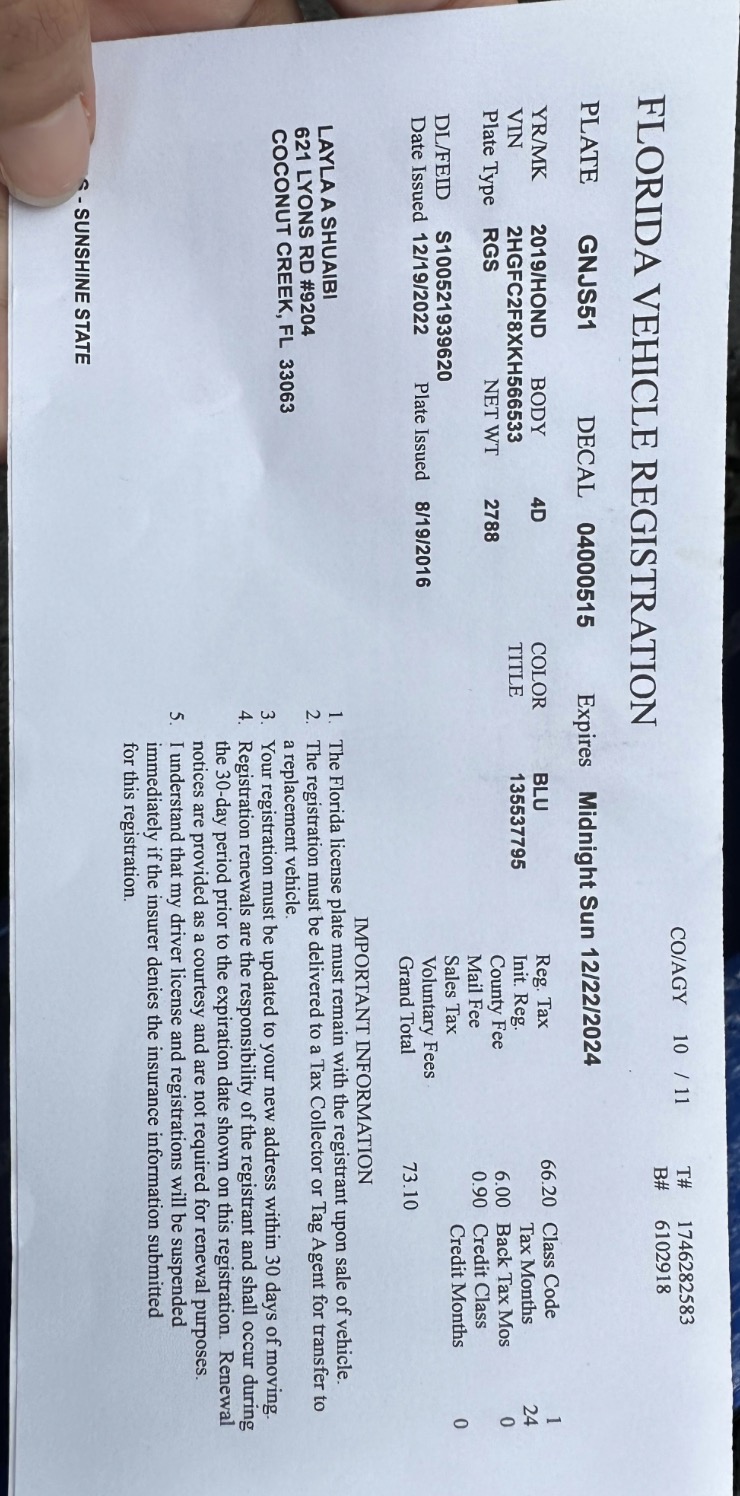 CO/AGY 10 / 11 T# 1746282583
B# 6102918
FLORIDA VEHICLE REGISTRATION
PLATE GNJS51 DECAL 04000515 Expires Midnight Sun 12/22/2024
YR/MK 2019/HOND BODY 4D COLOR BLU Reg. Tax 66.20 Class Code 1
VIN 2HGFC2F8XKH566533 TITLE 135537795 Init. Reg. Tax Months 24
Plate Type RGS NET WT 2788 County Fee 6.00 Back Tax Mos 0
Mail Fee 0.90 Credit Class
DL/FEID S100521939620 Sales Tax Credit Months 0
Date Issued 12/19/2022 Plate Issued 8/19/2016 Voluntary Fees
Grand Total 73.10
LAYLA A SHUAIBI
621 LYONS RD #9204
COCONUT CREEK, FL 33063
IMPORTANT INFORMATION
1. The Florida license plate must remain with the registrant upon sale of vehicle.
2. The registration must be delivered to a Tax Collector or Tag Agent for transfer to
a replacement vehicle.
3. Your registration must be updated to your new address within 30 days of moving.
4. Registration renewals are the responsibility of the registrant and shall occur during
the 30-day period prior to the expiration date shown on this registration. Renewal
notices are provided as a courtesy and are not required for renewal purposes.
5. I understand that my driver license and registrations will be suspended
immediately if the insurer denies the insurance information submitted
for this registration.
- SUNSHINE STATE